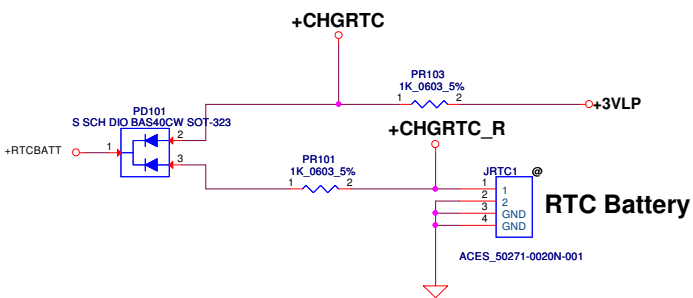 +CHGRTC
PR103
1K_0603_5%
1 2
+3VLP
PD101
S SCH DIO BAS40CW SOT-323
+RTCBATT
1
2
3
+CHGRTC_R
PR101
1K_0603_5%
1 2
JRTC1 @
1 1
2 2
3 GND
4 GND
RTC Battery
ACES_50271-0020N-001